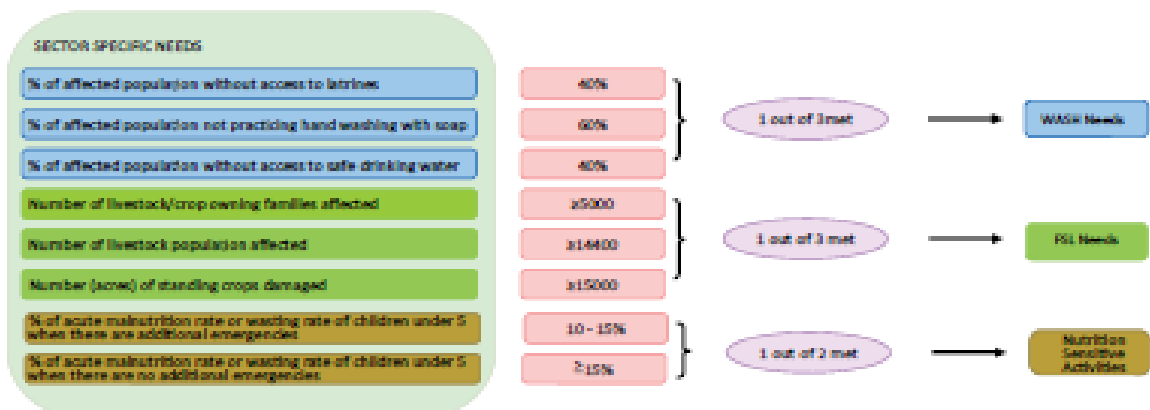 SECTOR SPECIFIC NEEDS
% of affected population without access to latrines
40%
% of affected population not practicing hand washing with soap
60%
1 out of 3 met
WASH Needs
% of affected population without access to safe drinking water
40%
Number of livestock/crop owning families affected
≥5000
Number of livestock population affected
≥14400
1 out of 3 met
FSL Needs
Number (acres) of standing crops damaged
≥15000
% of acute malnutrition rate or wasting rate of children under 5
when there are additional emergencies
10 - 15%
1 out of 2 met
Nutrition
Sensitive
Activities
% of acute malnutrition rate or wasting rate of children under 5
when there are no additional emergencies
≥15%